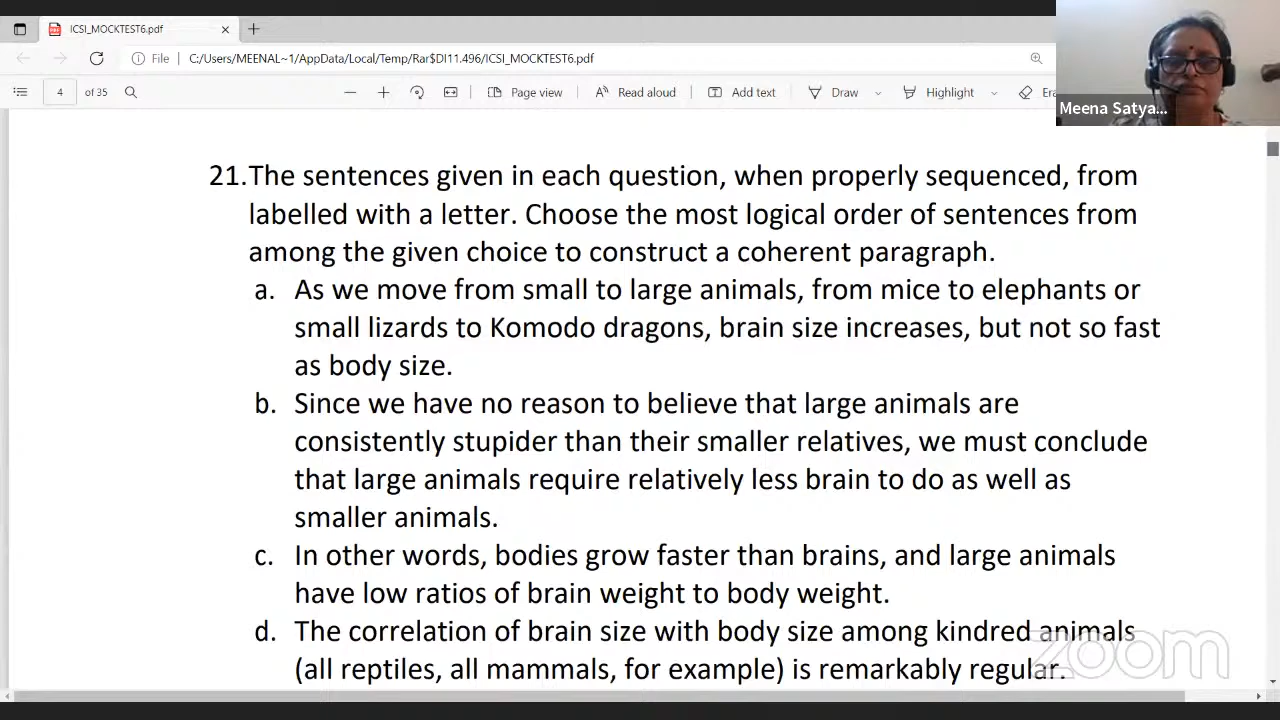 ICSI_MOCKTEST6.pdf
File C:/Users/MEENAL~1/AppData/Local/Temp/Rar$DI11.496/ICSI_MOCKTEST6.pdf
4 of 35 Page view Read aloud Add text Draw Highlight
Meena Satya...
21.The sentences given in each question, when properly sequenced, from
labelled with a letter. Choose the most logical order of sentences from
among the given choice to construct a coherent paragraph.
a. As we move from small to large animals, from mice to elephants or
small lizards to Komodo dragons, brain size increases, but not so fast
as body size.
b. Since we have no reason to believe that large animals are
consistently stupider than their smaller relatives, we must conclude
that large animals require relatively less brain to do as well as
smaller animals.
c. In other words, bodies grow faster than brains, and large animals
have low ratios of brain weight to body weight.
d. The correlation of brain size with body size among kindred animals
(all reptiles, all mammals, for example) is remarkably regular.
zoom